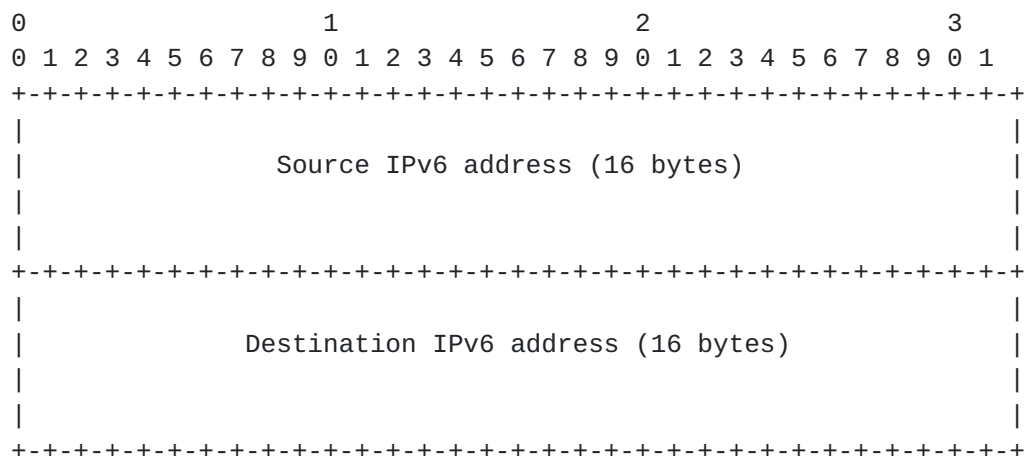 0                   1                   2                   3
0 1 2 3 4 5 6 7 8 9 0 1 2 3 4 5 6 7 8 9 0 1 2 3 4 5 6 7 8 9 0 1
+-+-+-+-+-+-+-+-+-+-+-+-+-+-+-+-+-+-+-+-+-+-+-+-+-+-+-+-+-+-+-+-+
|                                                               |
|                Source IPv6 address (16 bytes)                 |
|                                                               |
|                                                               |
+-+-+-+-+-+-+-+-+-+-+-+-+-+-+-+-+-+-+-+-+-+-+-+-+-+-+-+-+-+-+-+-+
|                                                               |
|              Destination IPv6 address (16 bytes)              |
|                                                               |
|                                                               |
+-+-+-+-+-+-+-+-+-+-+-+-+-+-+-+-+-+-+-+-+-+-+-+-+-+-+-+-+-+-+-+-+